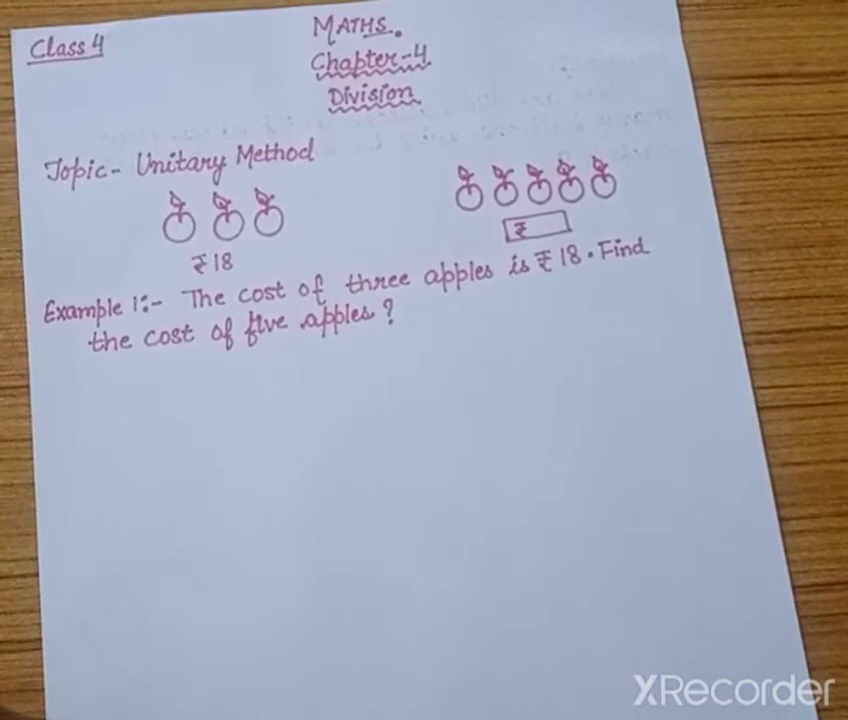 Class 4
MATHS.
Chapter-4
Division
Topic- Unitary Method
₹18
₹
Example 1:- The cost of three apples is ₹18. Find
the cost of five apples?
XRecorder